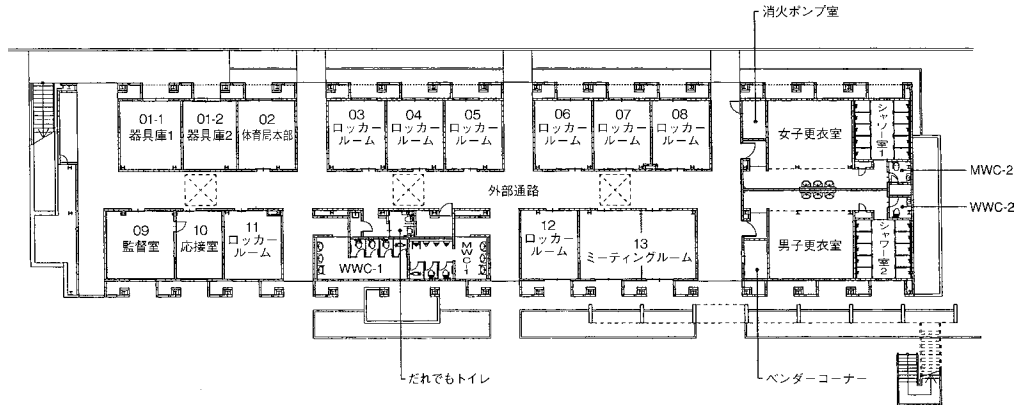 消火ポンプ室
01-1
器具庫1
01-2
器具庫2
02
体育局本部
03
ロッカー
ルーム
04
ロッカー
ルーム
05
ロッカー
ルーム
06
ロッカー
ルーム
07
ロッカー
ルーム
08
ロッカー
ルーム
女子更衣室
シャワー室1
MWC-2
外部通路
WWC-2
09
監督室
10
応接室
11
ロッカー
ルーム
WWC-1
MWC-1
12
ロッカー
ルーム
13
ミーティングルーム
男子更衣室
シャワー室2
だれでもトイレ
ベンダーコーナー